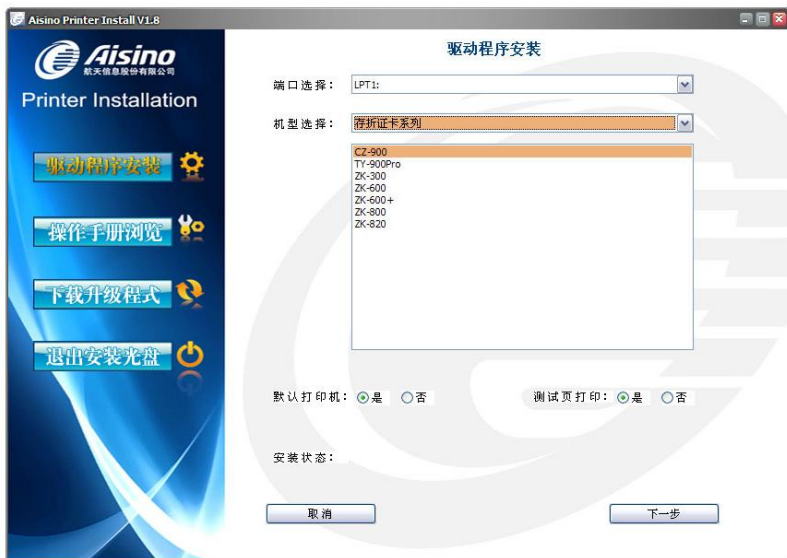 Aisino Printer Install V1.8
Aisino
航天信息股份有限公司
Printer Installation
驱动程序安装
操作手册浏览
下载升级程式
退出安装光盘
驱动程序安装
端口选择: LPT1:
机型选择: 存折证卡系列
CZ-900
TY-900Pro
ZK-300
ZK-600
ZK-600+
ZK-800
ZK-820
默认打印机: 是 否 测试页打印: 是 否
安装状态:
取消 下一步